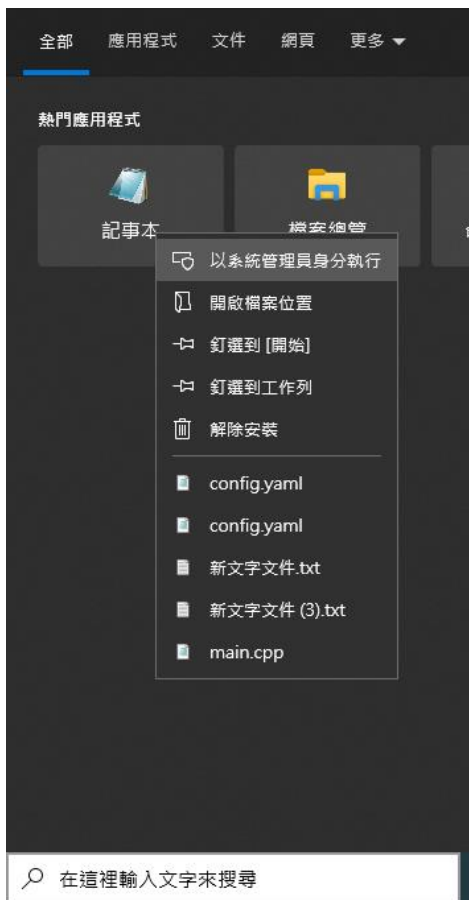 全部 應用程式 文件 網頁 更多
熱門應用程式
記事本 檔案總管
以系統管理員身分執行
開啟檔案位置
釘選到 [開始]
釘選到工作列
解除安裝
config.yaml
config.yaml
新文字文件.txt
新文字文件 (3).txt
main.cpp
在這裡輸入文字來搜尋